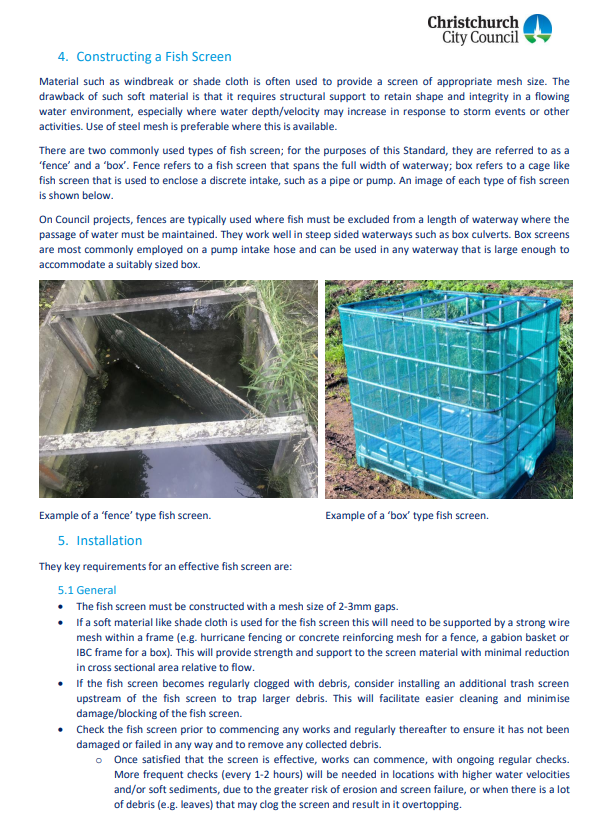 Christchurch
City Council
4. Constructing a Fish Screen
Material such as windbreak or shade cloth is often used to provide a screen of appropriate mesh size. The
drawback of such soft material is that it requires structural support to retain shape and integrity in a flowing
water environment, especially where water depth/velocity may increase in response to storm events or other
activities. Use of steel mesh is preferable where this is available.
There are two commonly used types of fish screen; for the purposes of this Standard, they are referred to as a
‘fence’ and a ‘box’. Fence refers to a fish screen that spans the full width of waterway; box refers to a cage like
fish screen that is used to enclose a discrete intake, such as a pipe or pump. An image of each type of fish screen
is shown below.
On Council projects, fences are typically used where fish must be excluded from a length of waterway where the
passage of water must be maintained. They work well in steep sided waterways such as box culverts. Box screens
are most commonly employed on a pump intake hose and can be used in any waterway that is large enough to
accommodate a suitably sized box.
Example of a ‘fence’ type fish screen.
Example of a ‘box’ type fish screen.
5. Installation
They key requirements for an effective fish screen are:
5.1 General
• The fish screen must be constructed with a mesh size of 2-3mm gaps.
• If a soft material like shade cloth is used for the fish screen this will need to be supported by a strong wire
mesh within a frame (e.g. hurricane fencing or concrete reinforcing mesh for a fence, a gabion basket or
IBC frame for a box). This will provide strength and support to the screen material with minimal reduction
in cross sectional area relative to flow.
• If the fish screen becomes regularly clogged with debris, consider installing an additional trash screen
upstream of the fish screen to trap larger debris. This will facilitate easier cleaning and minimise
damage/blocking of the fish screen.
• Check the fish screen prior to commencing any works and regularly thereafter to ensure it has not been
damaged or failed in any way and to remove any collected debris.
o Once satisfied that the screen is effective, works can commence, with ongoing regular checks.
More frequent checks (every 1-2 hours) will be needed in locations with higher water velocities
and/or soft sediments, due to the greater risk of erosion and screen failure, or when there is a lot
of debris (e.g. leaves) that may clog the screen and result in it overtopping.